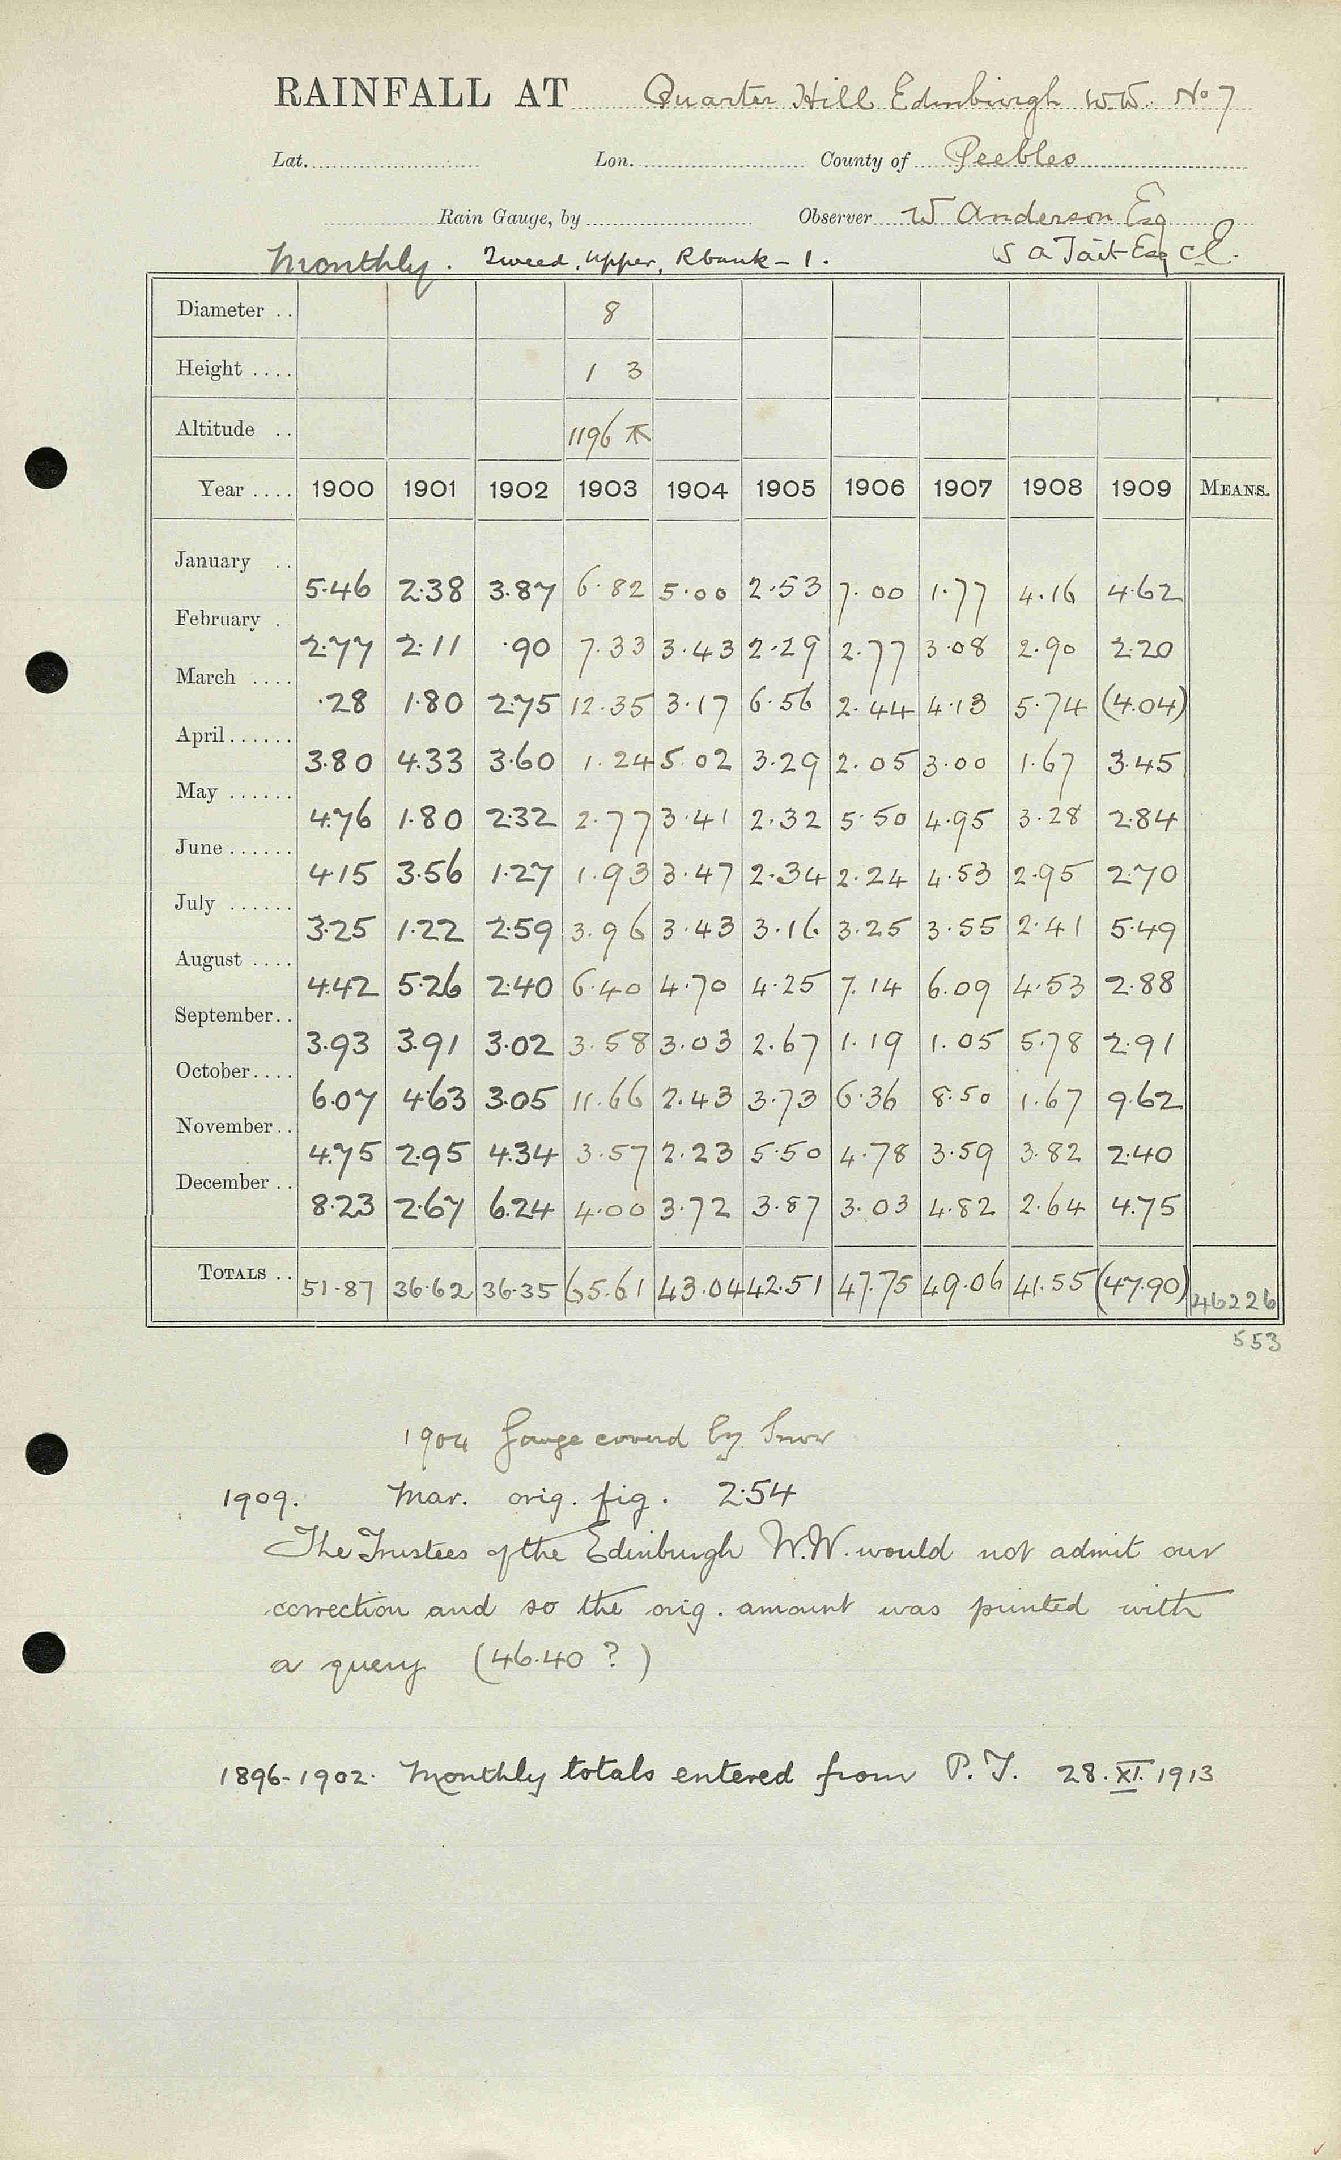 RAINFALL AT Quarter Hill Edinburgh W.W. No 7
Lat. Lon. County of Peebles
Rain Gauge, by Observer W Anderson Esq
Monthly. Tweed, Upper, Rbank - 1. S A Tait Esq CE.
Diameter .. 8
Height .... 1 3
Altitude .. 1196
Year .... 1900 1901 1902 1903 1904 1905 1906 1907 1908 1909 MEANS.
January .. 5.46 2.38 3.87 6.82 5.00 2.53 7.00 1.77 4.16 4.62
February . 2.77 2.11 .90 7.33 3.43 2.29 2.77 3.08 2.90 2.20
March .... .28 1.80 2.75 12.35 3.17 6.56 2.44 4.13 5.74 (4.04)
April...... 3.80 4.33 3.60 1.24 5.02 3.29 2.05 3.00 1.67 3.45
May ...... 4.76 1.80 2.32 2.77 3.41 2.32 5.50 4.95 3.28 2.84
June...... 4.15 3.56 1.27 1.93 3.47 2.34 2.24 4.53 2.95 2.70
July ...... 3.25 1.22 2.59 3.96 3.43 3.16 3.25 3.55 2.41 5.49
August .... 4.42 5.26 2.40 6.40 4.70 4.25 7.14 6.09 4.53 2.88
September.. 3.93 3.91 3.02 3.58 3.03 2.67 1.19 1.05 5.78 2.91
October.... 6.07 4.63 3.05 11.66 2.43 3.73 6.36 8.50 1.67 9.62
November.. 4.75 2.95 4.34 3.57 2.23 5.50 4.78 3.59 3.82 2.40
December .. 8.23 2.67 6.24 4.00 3.72 3.87 3.03 4.82 2.64 4.75
TOTALS .. 51.87 36.62 36.35 65.61 43.04 42.51 47.75 49.06 41.55 (47.90) 46226
553
1904 Gauge covered by Snow
1909. Mar. orig. fig. 2.54
The Trustees of the Edinburgh W.W. would not admit our
correction and so the orig. amount was printed with
a query (46.40 ?)
1896-1902. Monthly totals entered from P.T. 28.XI.1913